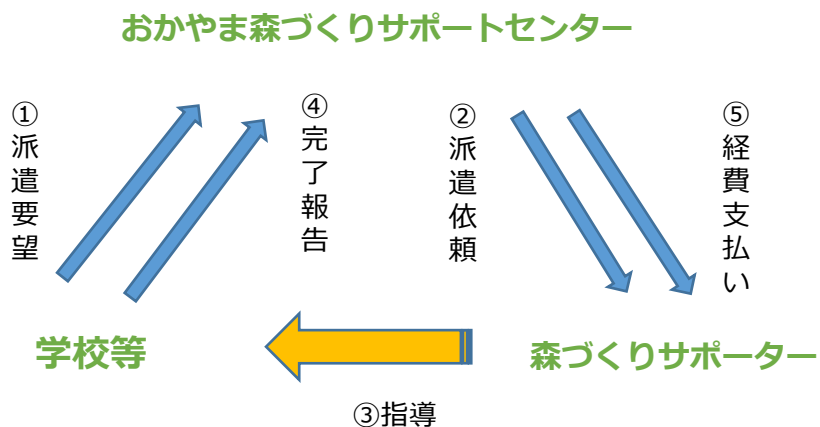 おかやま森づくりサポートセンター
①派遣要望
④完了報告
②派遣依頼
⑤経費支払い
学校等
森づくりサポーター
③指導